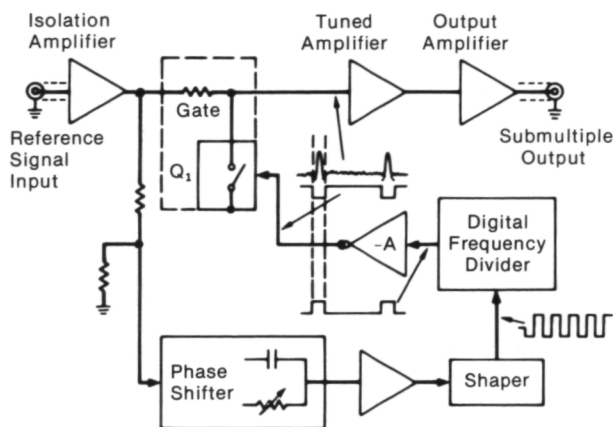 Isolation
Amplifier
Tuned
Amplifier
Output
Amplifier
Gate
Reference
Signal
Input
Submultiple
Output
Q1
-A
Digital
Frequency
Divider
Phase
Shifter
Shaper